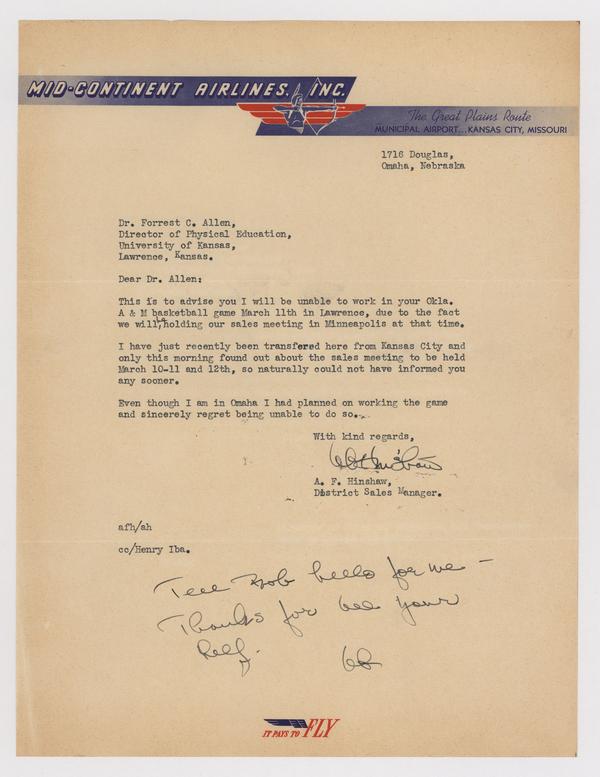 MID-CONTINENT AIRLINES, INC.
The Great Plains Route
MUNICIPAL AIRPORT...KANSAS CITY, MISSOURI
1716 Douglas,
Omaha, Nebraska
Dr. Forrest C. Allen,
Director of Physical Education,
University of Kansas,
Lawrence, Kansas.
Dear Dr. Allen:
This is to advise you I will be unable to work in your Okla.
A & M basketball game March 11th in Lawrence, due to the fact
we will, be holding our sales meeting in Minneapolis at that time.
I have just recently been transfered here from Kansas City and
only this morning found out about the sales meeting to be held
March 10-11 and 12th, so naturally could not have informed you
any sooner.
Even though I am in Omaha I had planned on working the game
and sincerely regret being unable to do so.
With kind regards,
A. F. Hinshaw,
District Sales Manager.
afh/ah
cc/Henry Iba.
Tell Bob hello for me -
Thanks for all your
help.
IT PAYS TO FLY